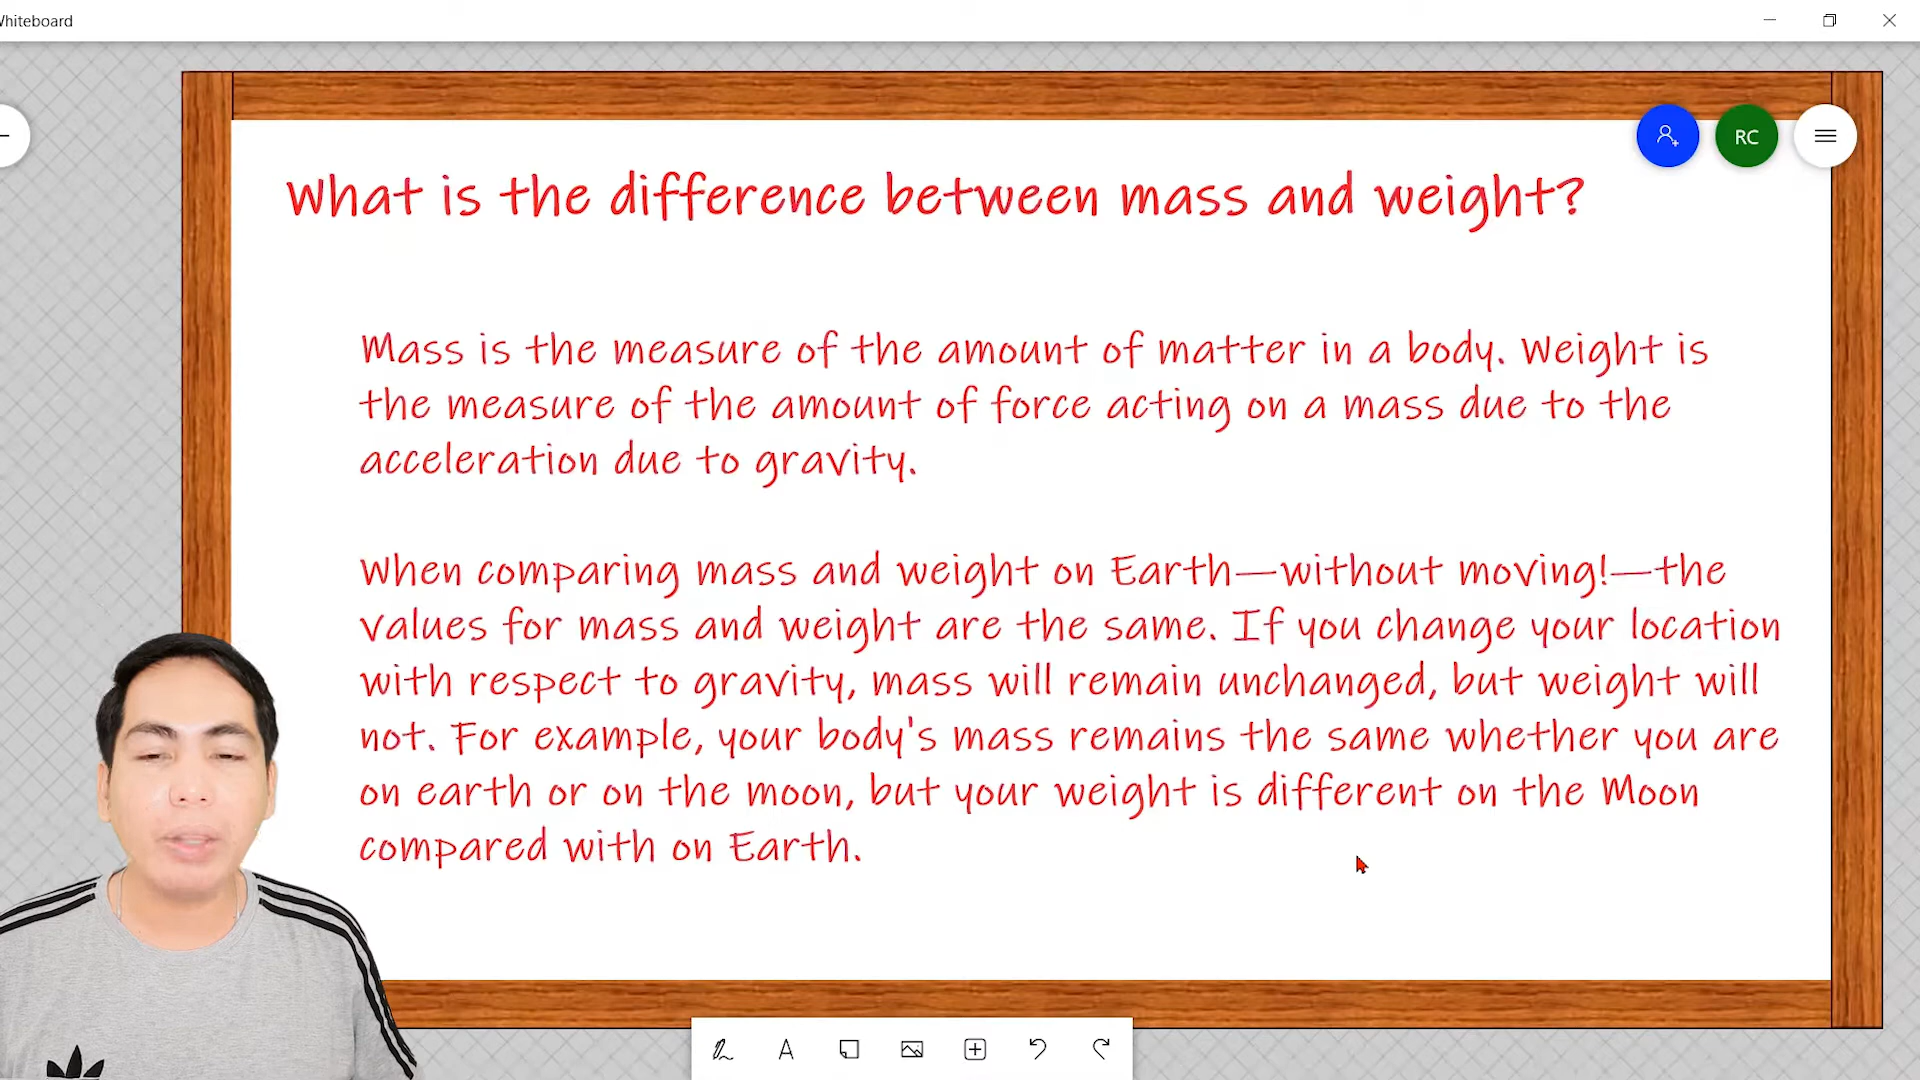 Whiteboard
RC
What is the difference between mass and weight?
Mass is the measure of the amount of matter in a body. Weight is
the measure of the amount of force acting on a mass due to the
acceleration due to gravity.
When comparing mass and weight on Earth—without moving!—the
values for mass and weight are the same. If you change your location
with respect to gravity, mass will remain unchanged, but weight will
not. For example, your body's mass remains the same whether you are
on earth or on the moon, but your weight is different on the Moon
compared with on Earth.